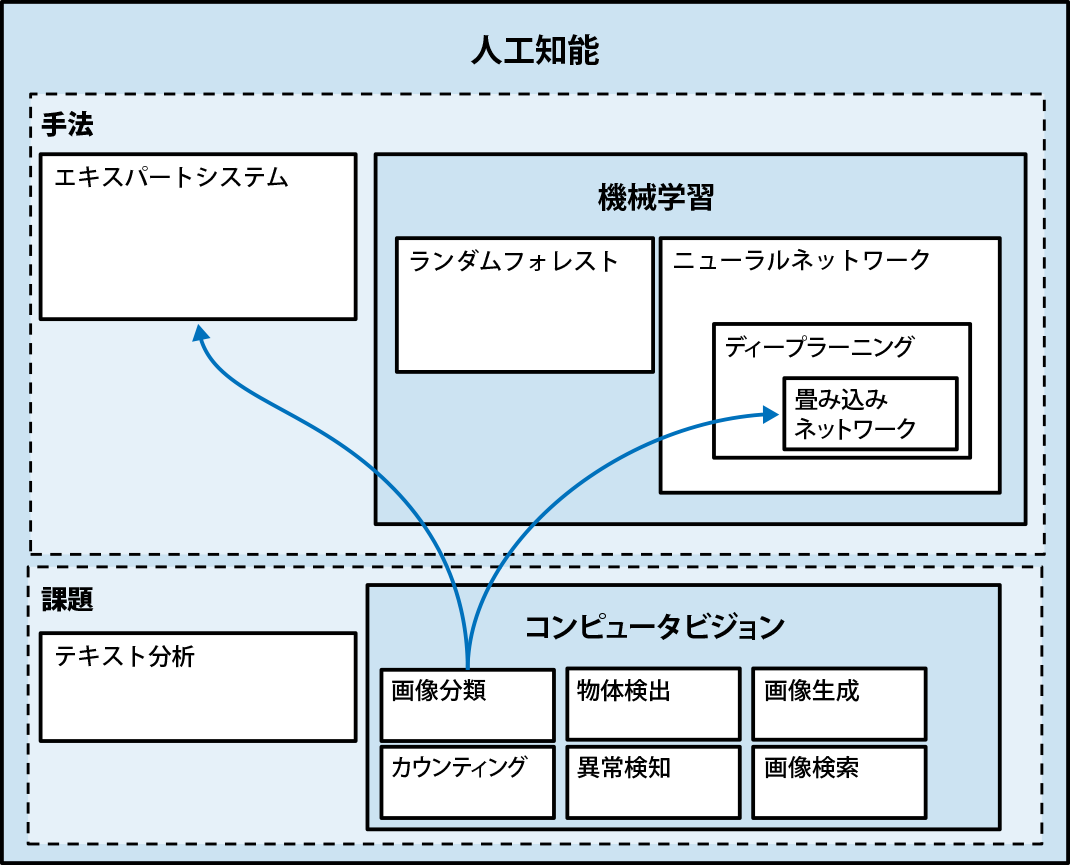 人工知能
手法
エキスパートシステム
機械学習
ランダムフォレスト
ニューラルネットワーク
ディープラーニング
畳み込み
ネットワーク
課題
テキスト分析
コンピュータビジョン
画像分類
物体検出
画像生成
カウンティング
異常検知
画像検索